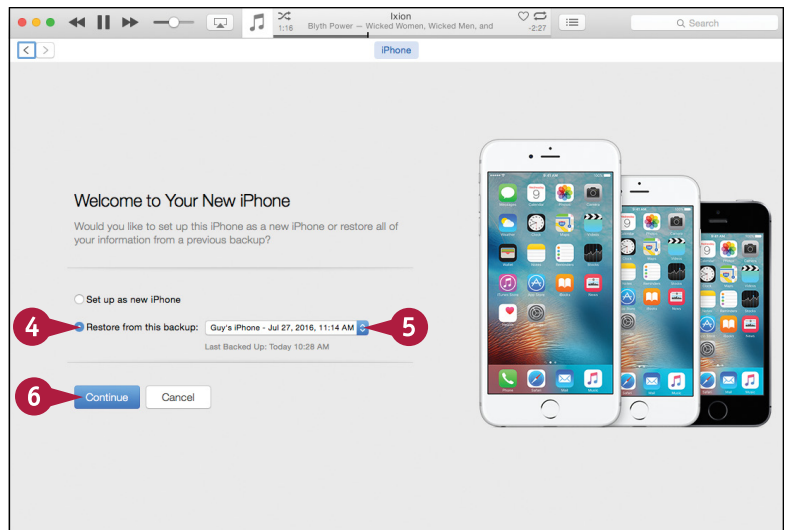 Ixion
1:16 Blyth Power — Wicked Women, Wicked Men, and -2:27
Search
iPhone
Welcome to Your New iPhone
Would you like to set up this iPhone as a new iPhone or restore all of
your information from a previous backup?
Set up as new iPhone
4 Restore from this backup: Guy's iPhone - Jul 27, 2016, 11:14 AM 5
Last Backed Up: Today 10:28 AM
6 Continue Cancel